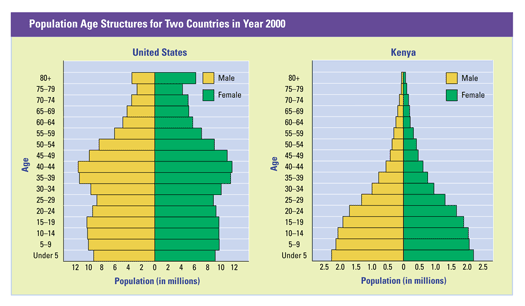 Population Age Structures for Two Countries in Year 2000
United States
80+
75–79
70–74
65–69
60–64
55–59
50–54
45–49
40–44
35–39
30–34
25–29
20–24
15–19
10–14
5–9
Under 5
Age
Male
Female
12 10 8 6 4 2 0 2 4 6 8 10 12
Population (in millions)
Kenya
80+
75–79
70–74
65–69
60–64
55–59
50–54
45–49
40–44
35–39
30–34
25–29
20–24
15–19
10–14
5–9
Under 5
Age
Male
Female
2.5 2.0 1.5 1.0 0.5 0 0.5 1.0 1.5 2.0 2.5
Population (in millions)